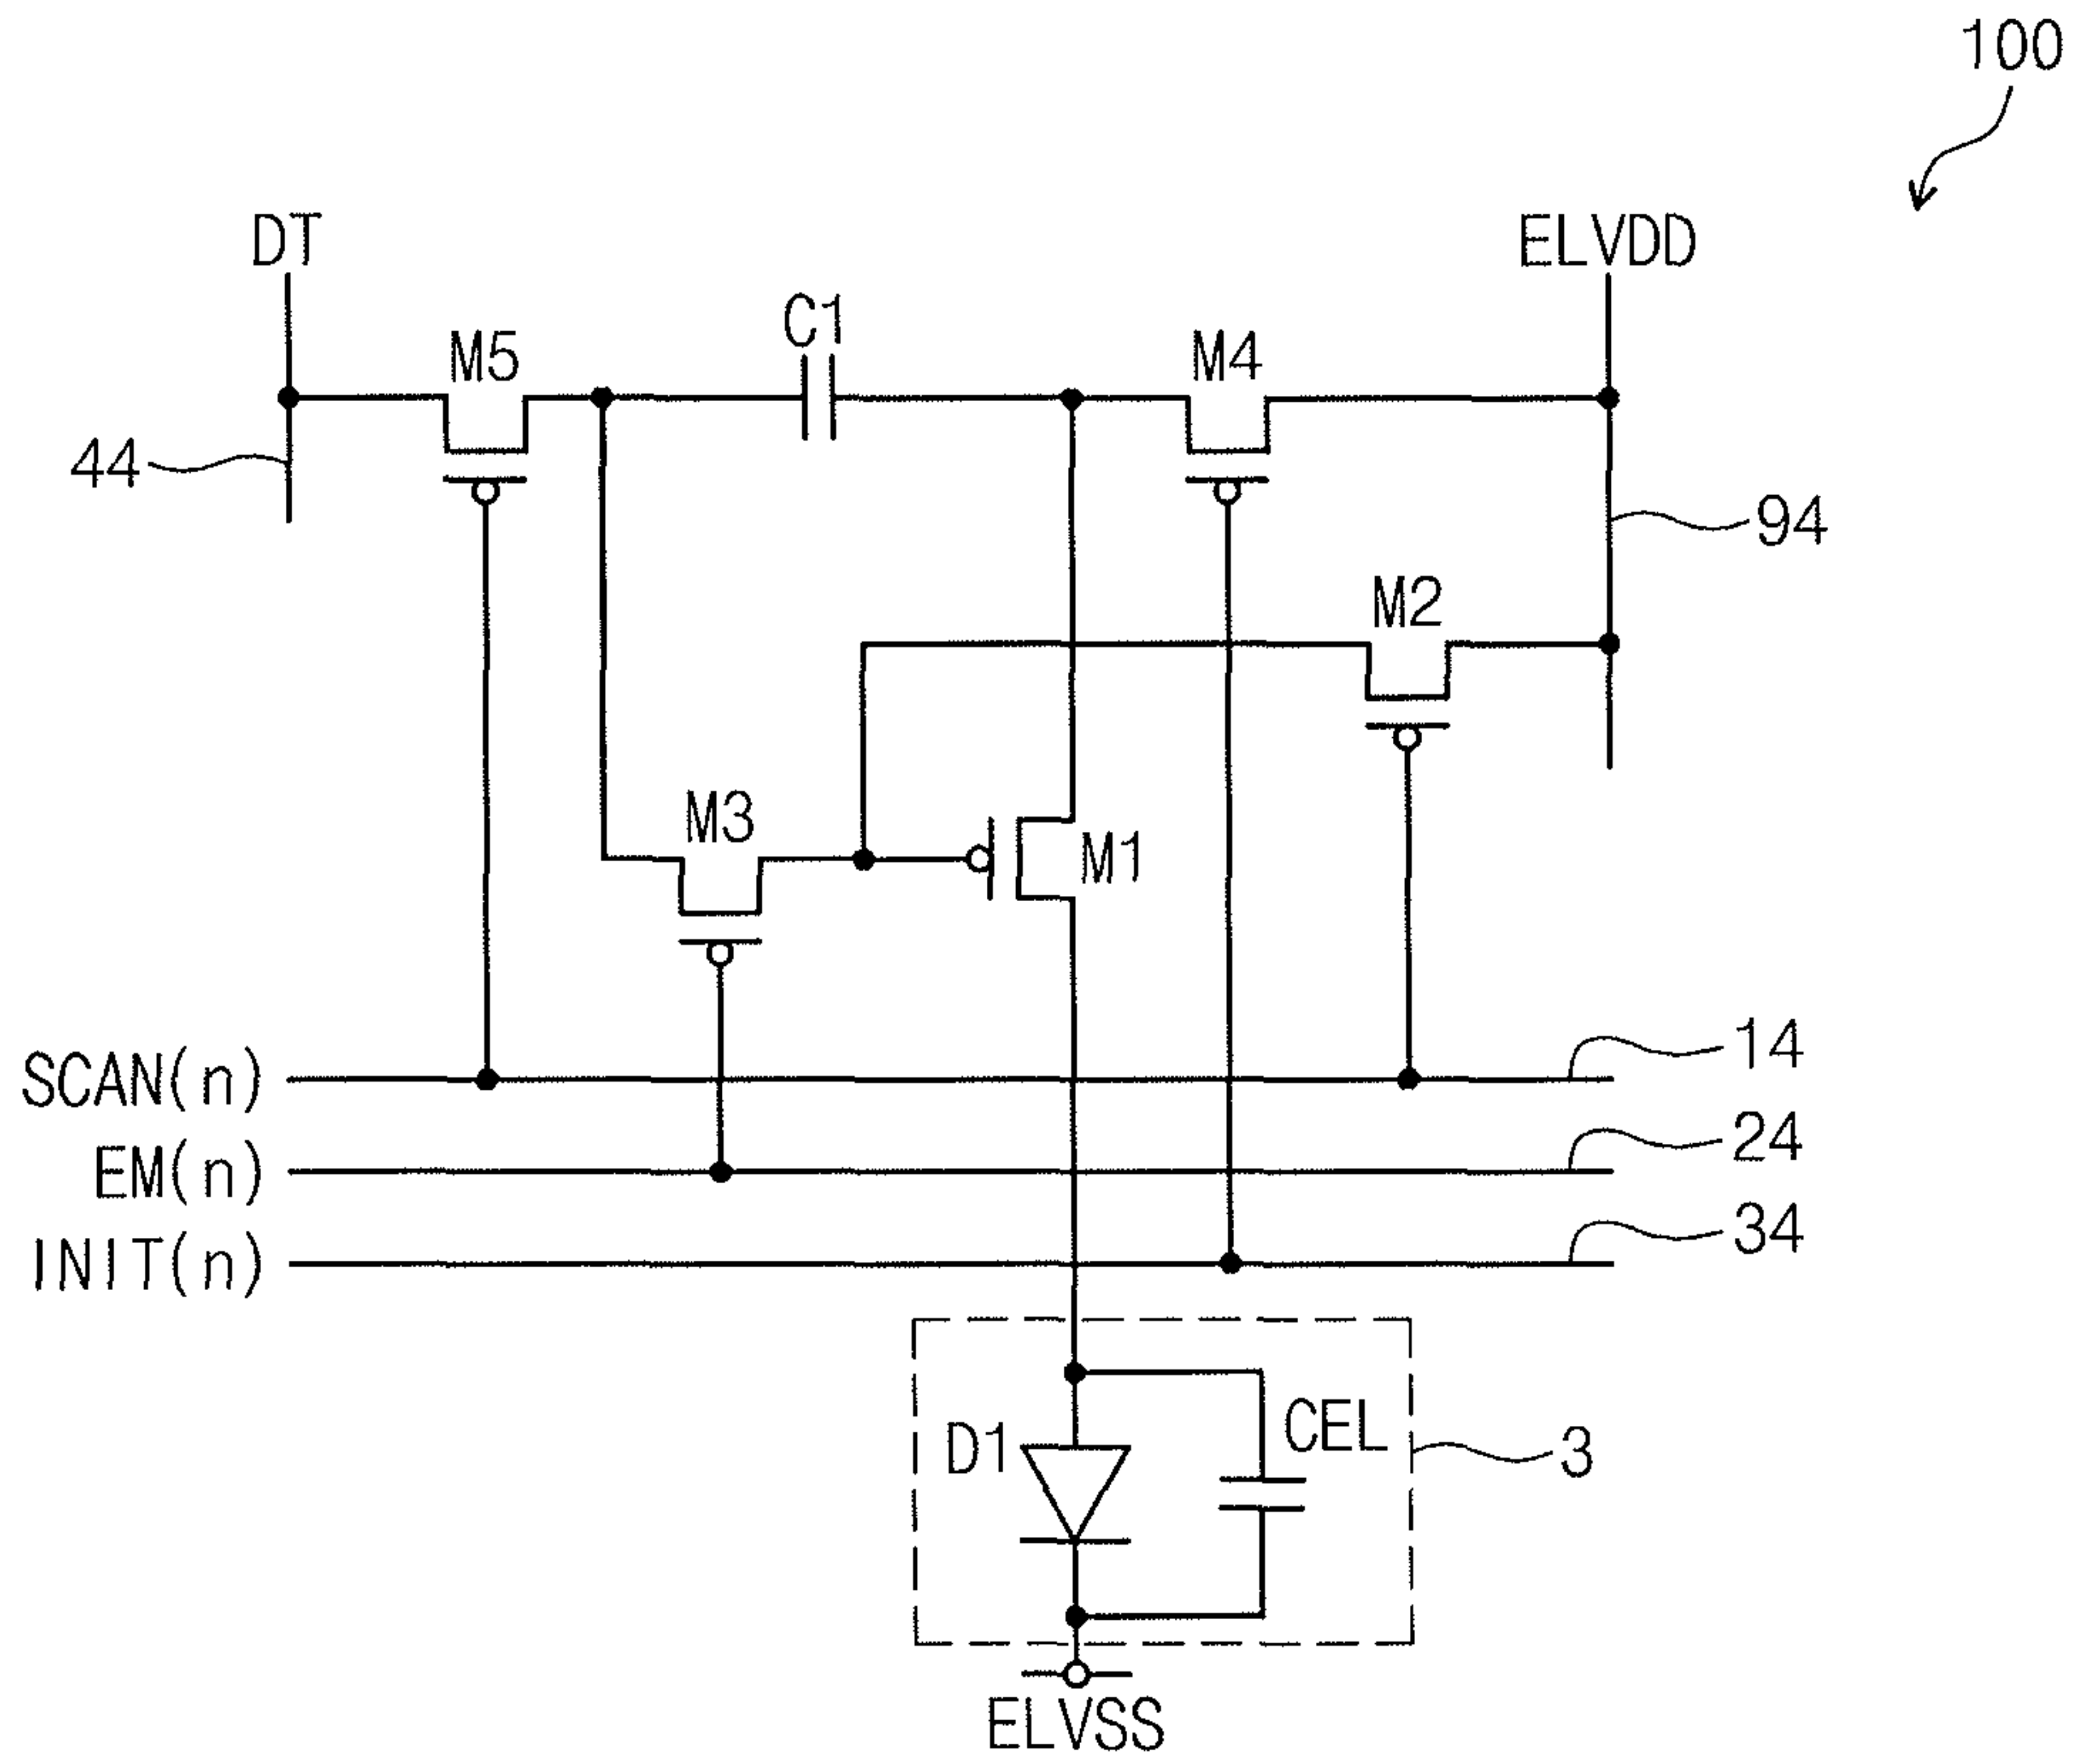 100
DT
ELVDD
C1
M5
M4
44
94
M2
M3
M1
14
SCAN(n)
24
EM(n)
34
INIT(n)
D1
CEL
3
ELVSS